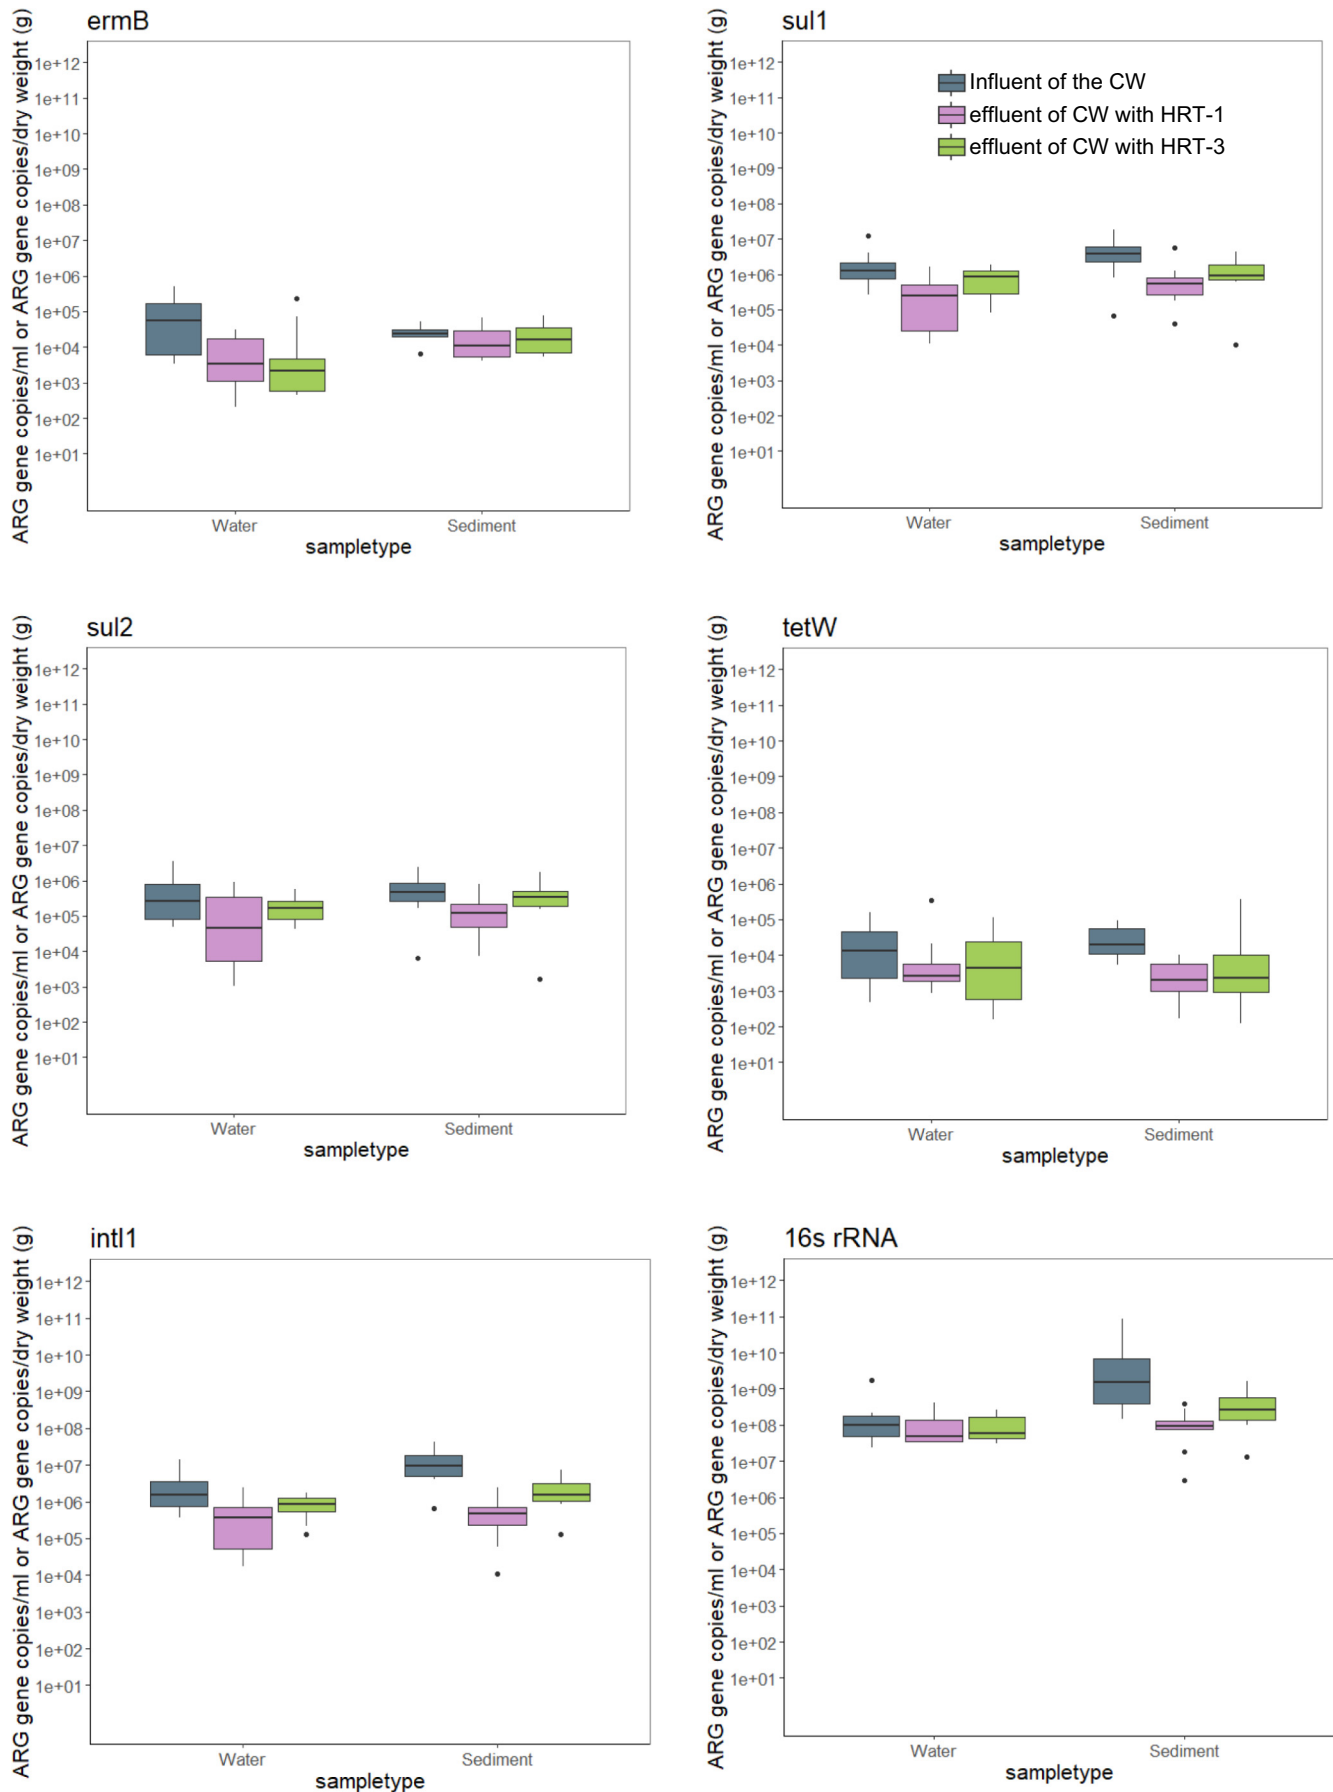 ermB
ARG gene copies/ml or ARG gene copies/dry weight (g)
1e+12
1e+11
1e+10
1e+09
1e+08
1e+07
1e+06
1e+05
1e+04
1e+03
1e+02
1e+01
Water Sediment
sampletype
sul1
ARG gene copies/ml or ARG gene copies/dry weight (g)
1e+12
1e+11
1e+10
1e+09
1e+08
1e+07
1e+06
1e+05
1e+04
1e+03
1e+02
1e+01
Influent of the CW
effluent of CW with HRT-1
effluent of CW with HRT-3
Water Sediment
sampletype
sul2
ARG gene copies/ml or ARG gene copies/dry weight (g)
1e+12
1e+11
1e+10
1e+09
1e+08
1e+07
1e+06
1e+05
1e+04
1e+03
1e+02
1e+01
Water Sediment
sampletype
tetW
ARG gene copies/ml or ARG gene copies/dry weight (g)
1e+12
1e+11
1e+10
1e+09
1e+08
1e+07
1e+06
1e+05
1e+04
1e+03
1e+02
1e+01
Water Sediment
sampletype
intI1
ARG gene copies/ml or ARG gene copies/dry weight (g)
1e+12
1e+11
1e+10
1e+09
1e+08
1e+07
1e+06
1e+05
1e+04
1e+03
1e+02
1e+01
Water Sediment
sampletype
16s rRNA
ARG gene copies/ml or ARG gene copies/dry weight (g)
1e+12
1e+11
1e+10
1e+09
1e+08
1e+07
1e+06
1e+05
1e+04
1e+03
1e+02
1e+01
Water Sediment
sampletype